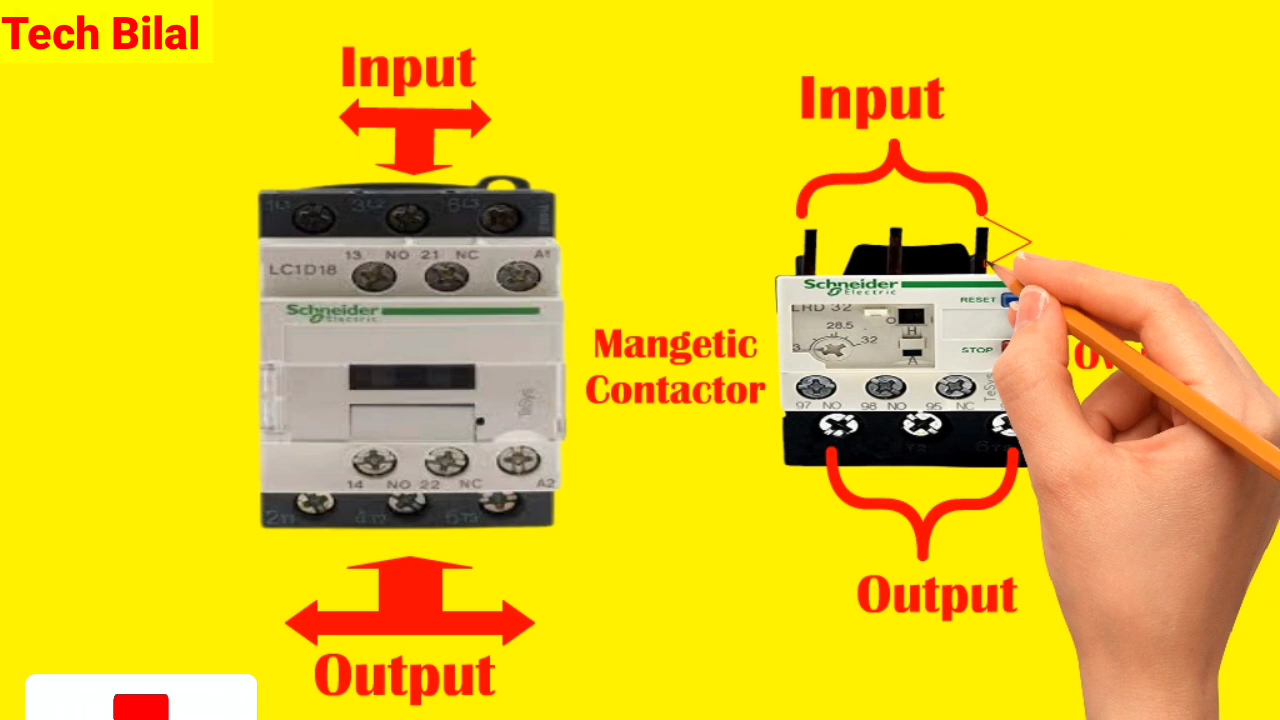 Tech Bilal
Input
Input
1L1 3L2 5L3
13 NO 21 NC A1
LC1D18
Schneider
Electric
Mangetic
Contactor
14 NO 22 NC A2
2T1 4T2 6T3
Output
Schneider
Electric
RESET
LRD 32
28.5
O I
H
32
A
STOP
TeSys
97 NO 98 NO 95 NC
Output